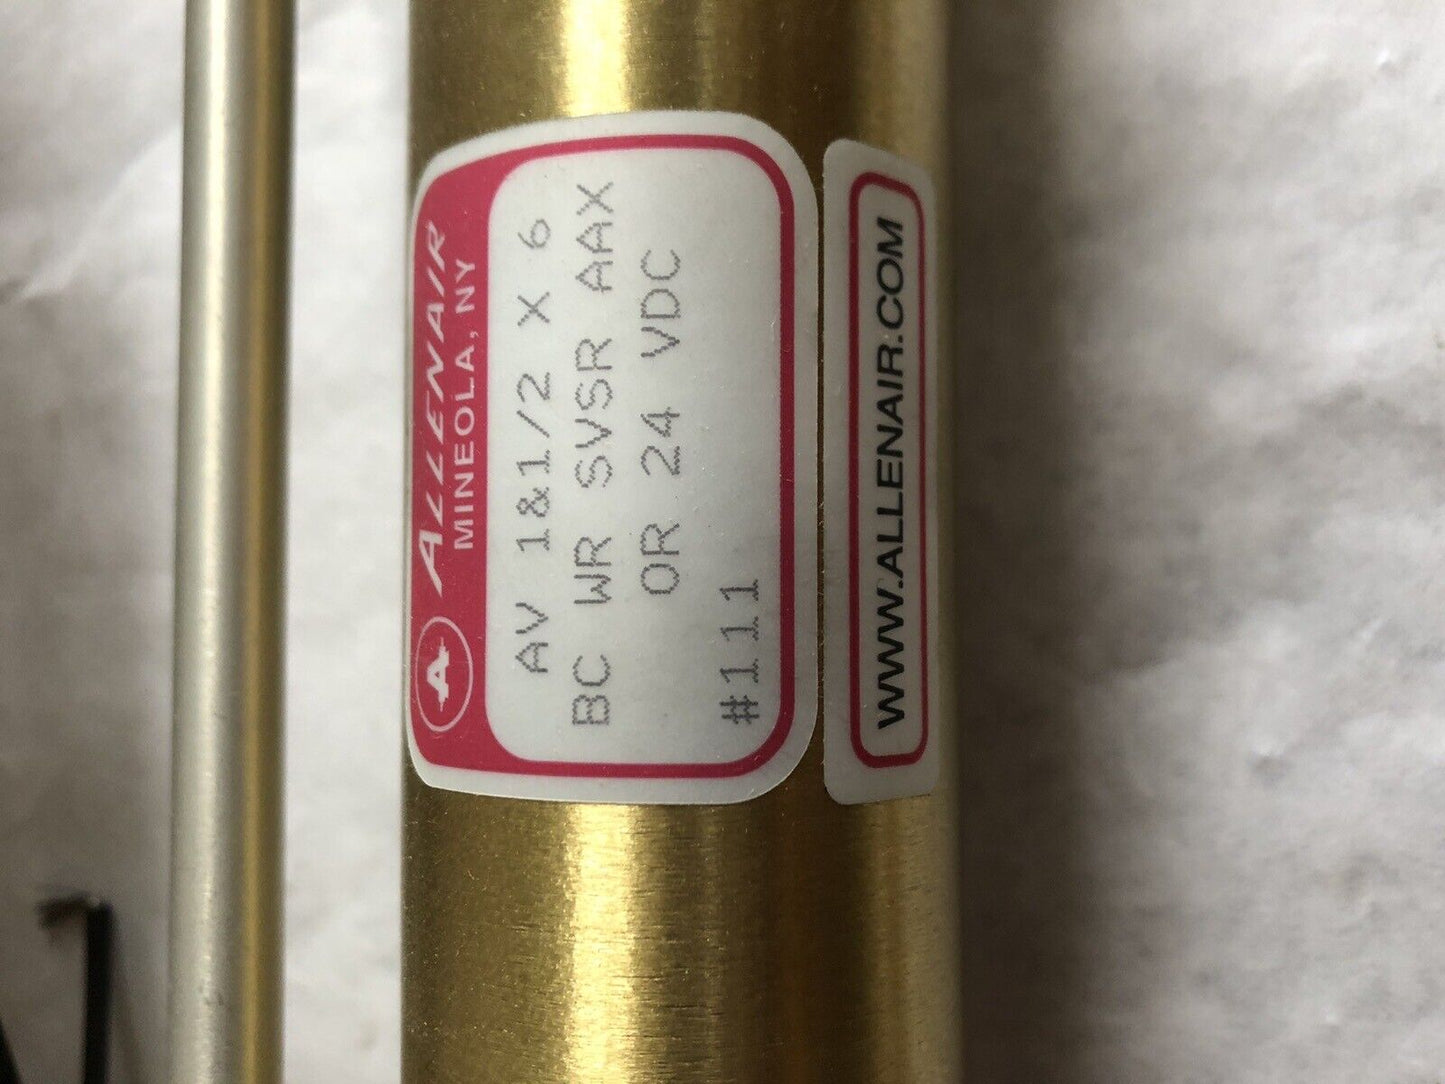 A ALLENAIR
MINEOLA, NY
AV 1&1/2 X 6
BC WR SVSR AAX
OR 24 VDC
#111
WWW.ALLENAIR.COM